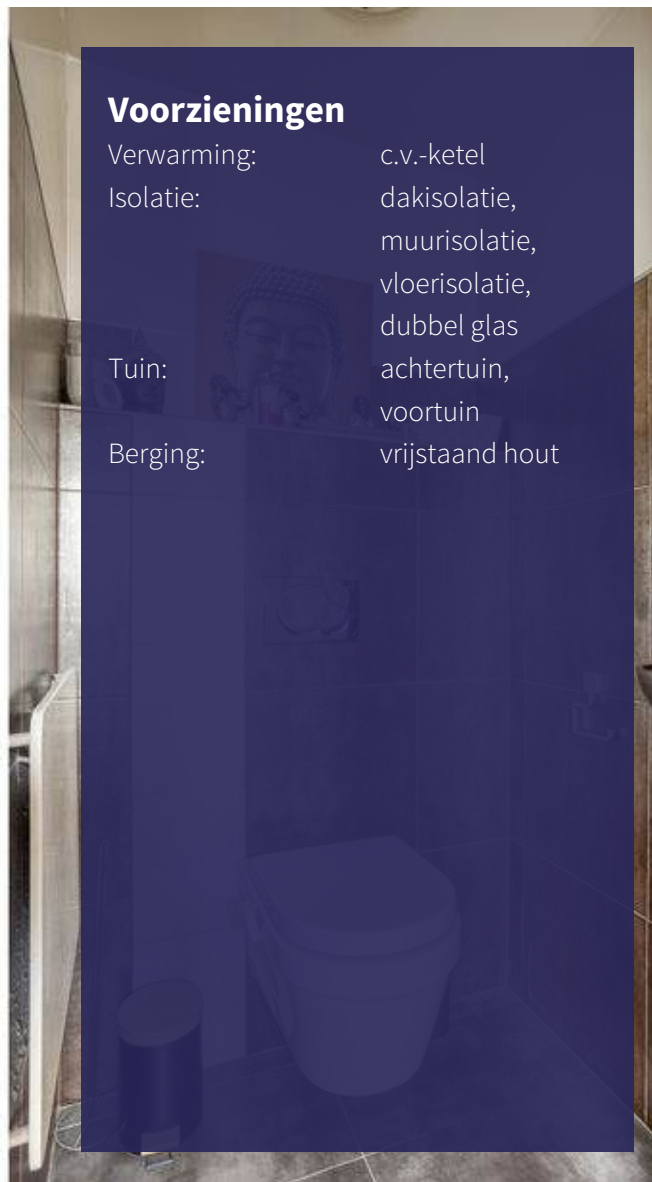 Voorzieningen
Verwarming: c.v.-ketel
Isolatie: dakisolatie,
muurisolatie,
vloerisolatie,
dubbel glas
Tuin: achtertuin,
voortuin
Berging: vrijstaand hout